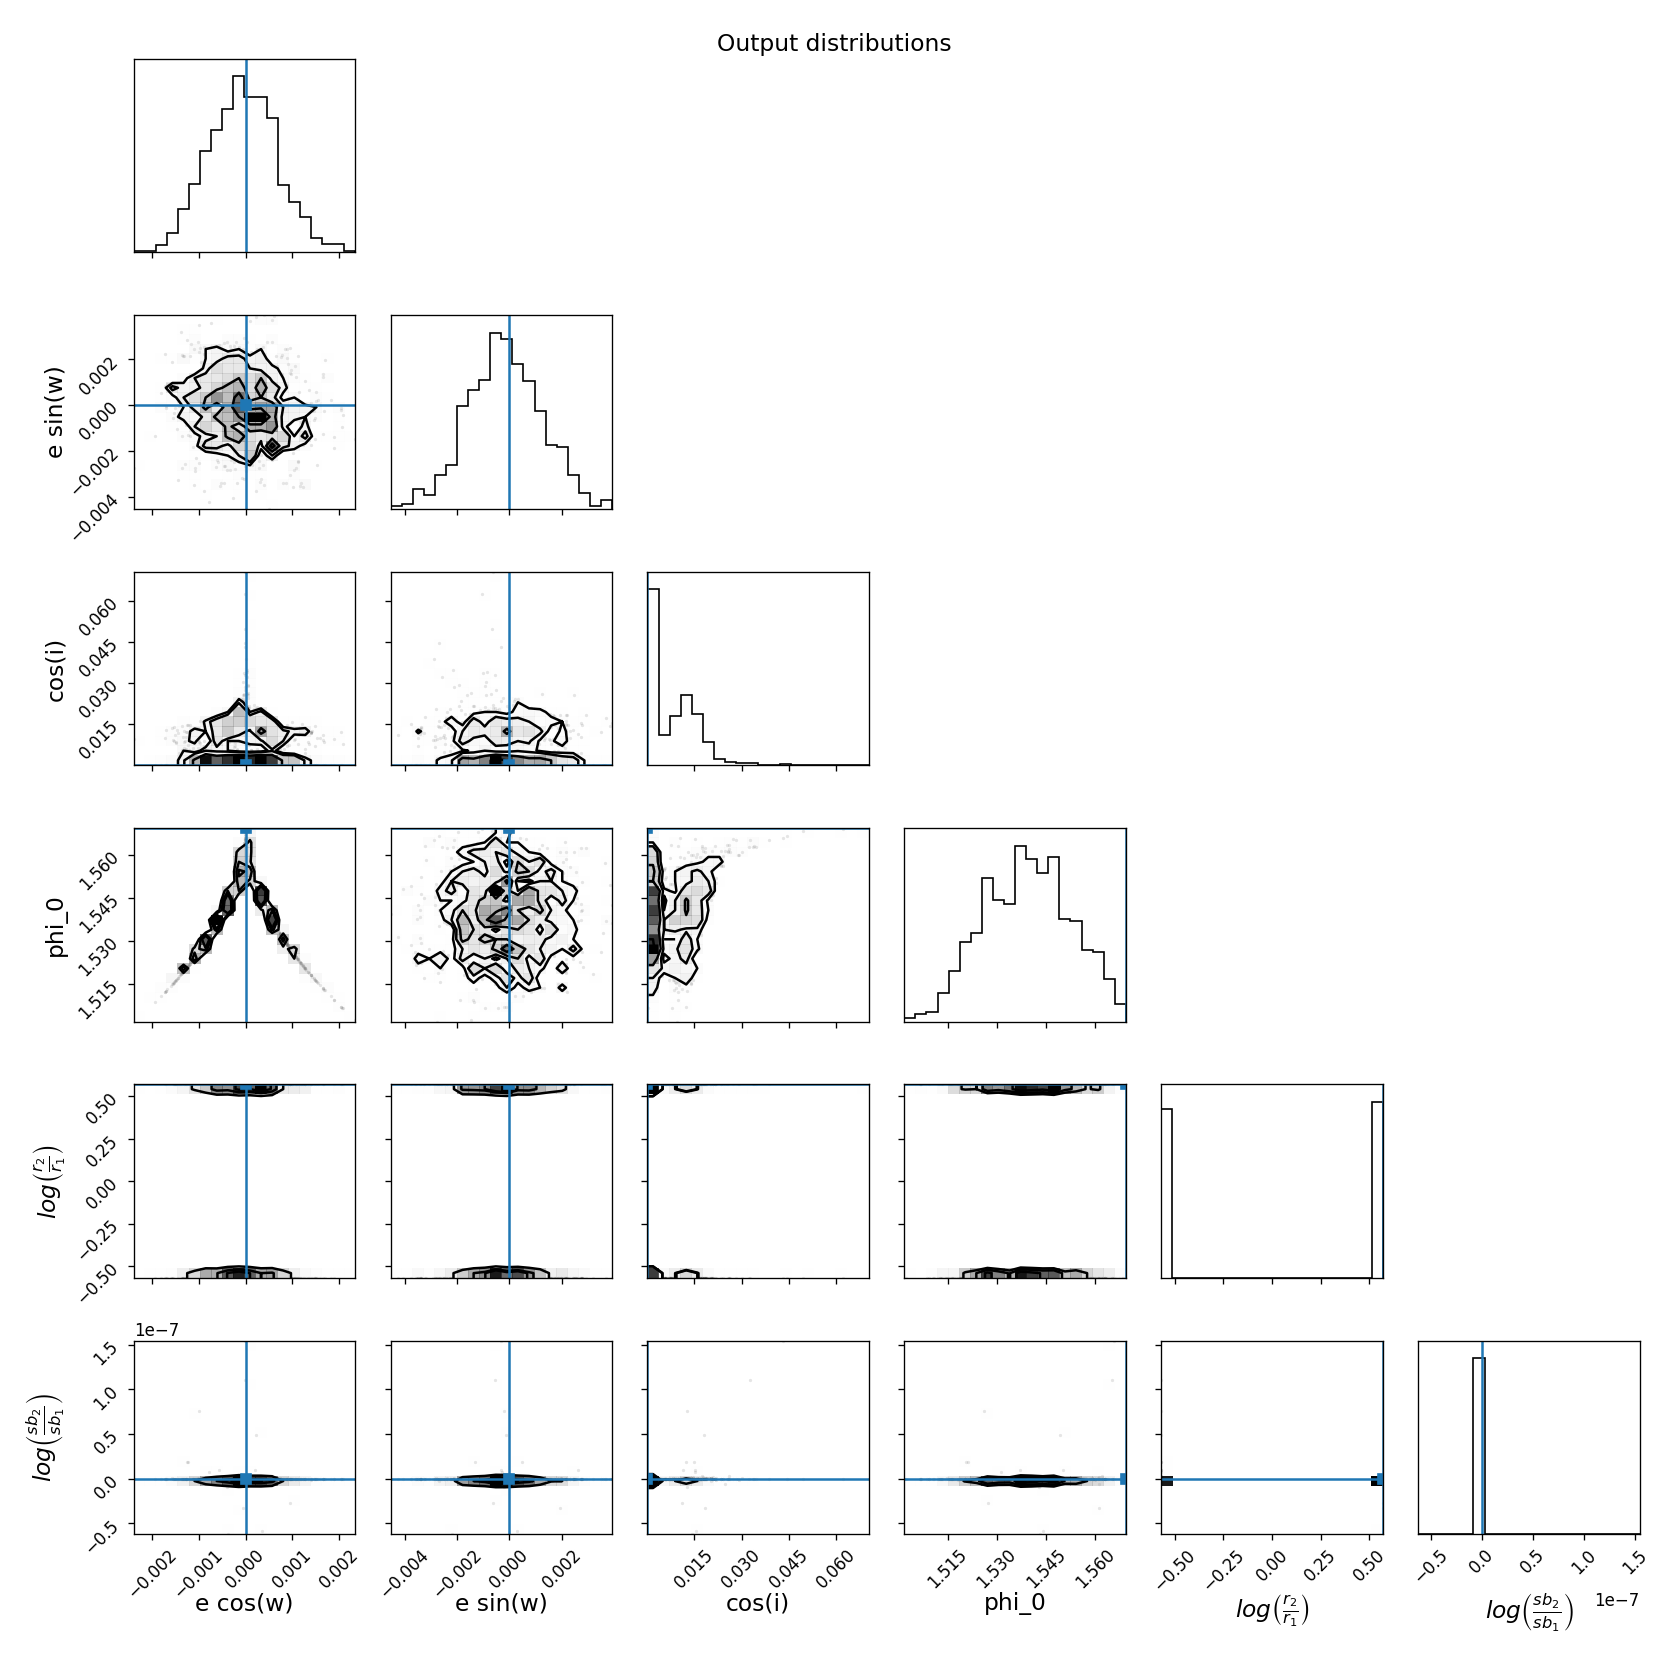 Output distributions
e sin(w)
0.002
0.000
−0.002
−0.004
cos(i)
0.060
0.045
0.030
0.015
phi_0
1.560
1.545
1.530
1.515
log(r2/r1)
0.50
0.25
0.00
−0.25
−0.50
1e−7
log(sb2/sb1)
1.5
1.0
0.5
0.0
−0.5
−0.002 −0.001 0.000 0.001 0.002
e cos(w)
−0.004 −0.002 0.000 0.002
e sin(w)
0.015 0.030 0.045 0.060
cos(i)
1.515 1.530 1.545 1.560
phi_0
−0.50 −0.25 0.00 0.25 0.50
log(r2/r1)
−0.5 0.0 0.5 1.0 1.5
1e−7
log(sb2/sb1)